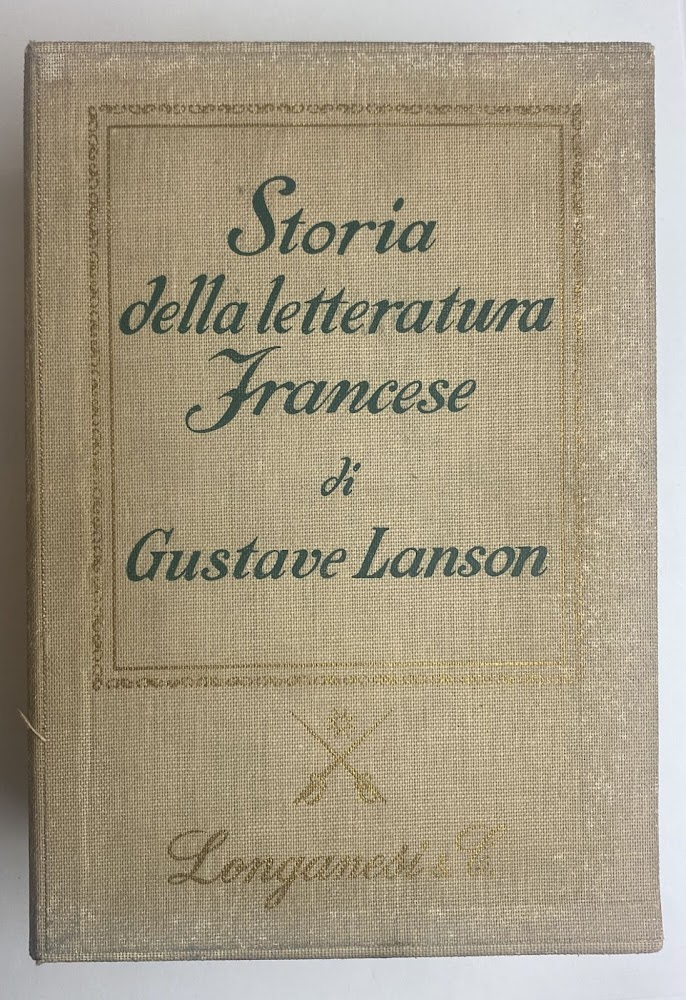 Storia
della letteratura
Francese
di
Gustave Lanson
Longanesi & C.